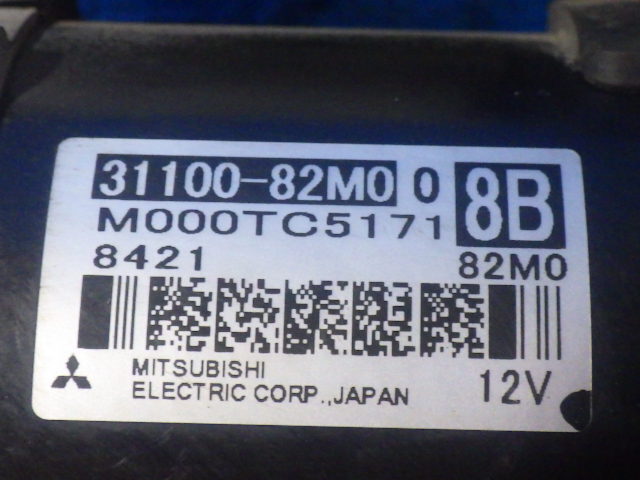 31100-82M0 0 8B
M000TC5171
8421 82M0
MITSUBISHI
ELECTRIC CORP.,JAPAN 12V